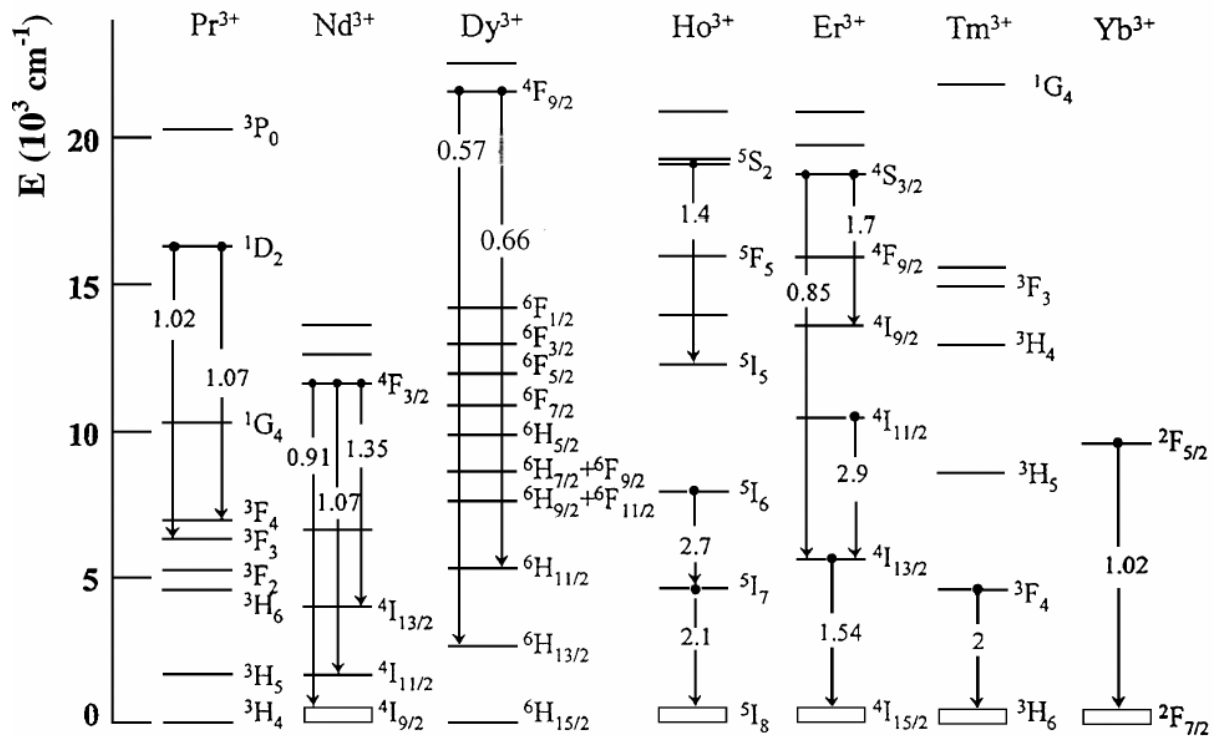 Pr³⁺ Nd³⁺ Dy³⁺ Ho³⁺ Er³⁺ Tm³⁺ Yb³⁺
E (10³ cm⁻¹)
20
15
10
5
0
³P₀
¹D₂
1.02
1.07
¹G₄
³F₄
³F₃
³F₂
³H₆
³H₅
³H₄
⁴F₃/₂
0.91
1.07
1.35
⁴I₁₃/₂
⁴I₁₁/₂
⁴I₉/₂
⁴F₉/₂
0.57
0.66
⁶F₁/₂
⁶F₃/₂
⁶F₅/₂
⁶F₇/₂
⁶H₅/₂
⁶H₇/₂+⁶F₉/₂
⁶H₉/₂+⁶F₁₁/₂
⁶H₁₁/₂
⁶H₁₃/₂
⁶H₁₅/₂
⁵S₂
1.4
⁵F₅
⁵I₅
⁵I₆
2.7
⁵I₇
2.1
⁵I₈
⁴S₃/₂
1.7
⁴F₉/₂
0.85
⁴I₉/₂
⁴I₁₁/₂
2.9
⁴I₁₃/₂
1.54
⁴I₁₅/₂
¹G₄
³F₃
³H₄
³H₅
³F₄
2
³H₆
²F₅/₂
1.02
²F₇/₂